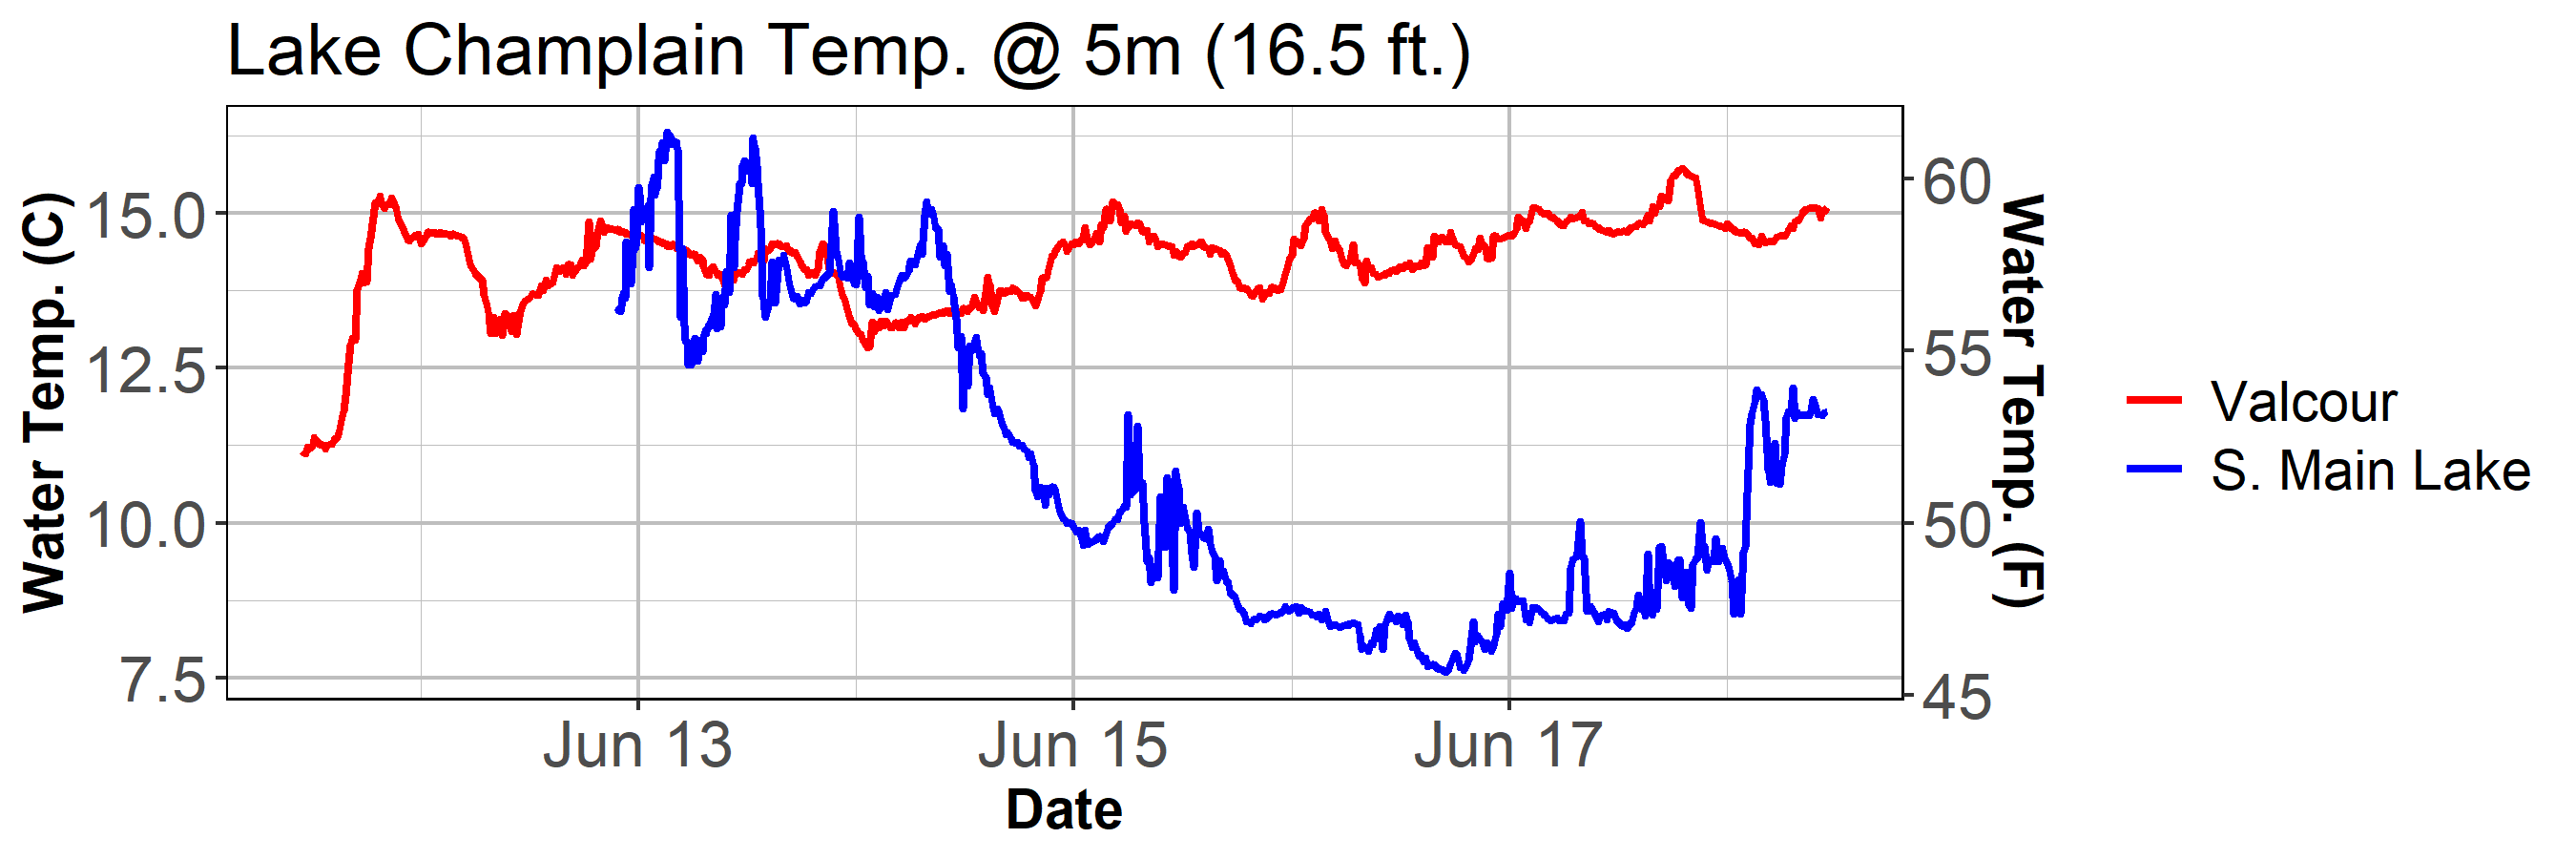 Lake Champlain Temp. @ 5m (16.5 ft.)
Water Temp. (C)
15.0
12.5
10.0
7.5
60
55
50
45
Water Temp. (F)
Jun 13
Jun 15
Jun 17
Date
Valcour
S. Main Lake